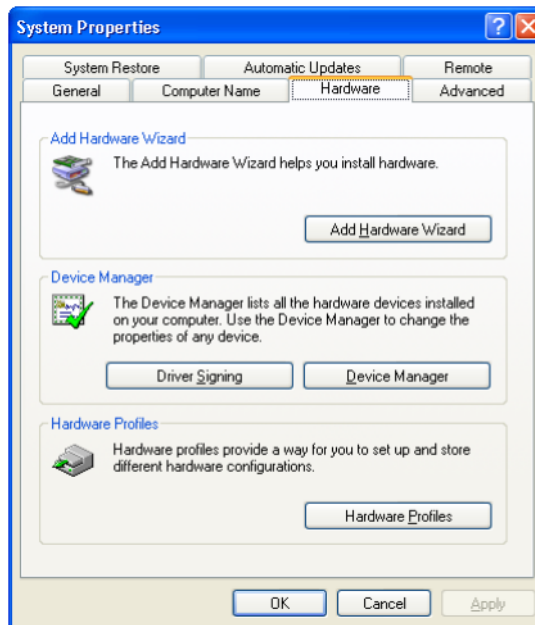 System Properties
System Restore Automatic Updates Remote
General Computer Name Hardware Advanced
Add Hardware Wizard
The Add Hardware Wizard helps you install hardware.
Add Hardware Wizard
Device Manager
The Device Manager lists all the hardware devices installed
on your computer. Use the Device Manager to change the
properties of any device.
Driver Signing Device Manager
Hardware Profiles
Hardware profiles provide a way for you to set up and store
different hardware configurations.
Hardware Profiles
OK Cancel Apply